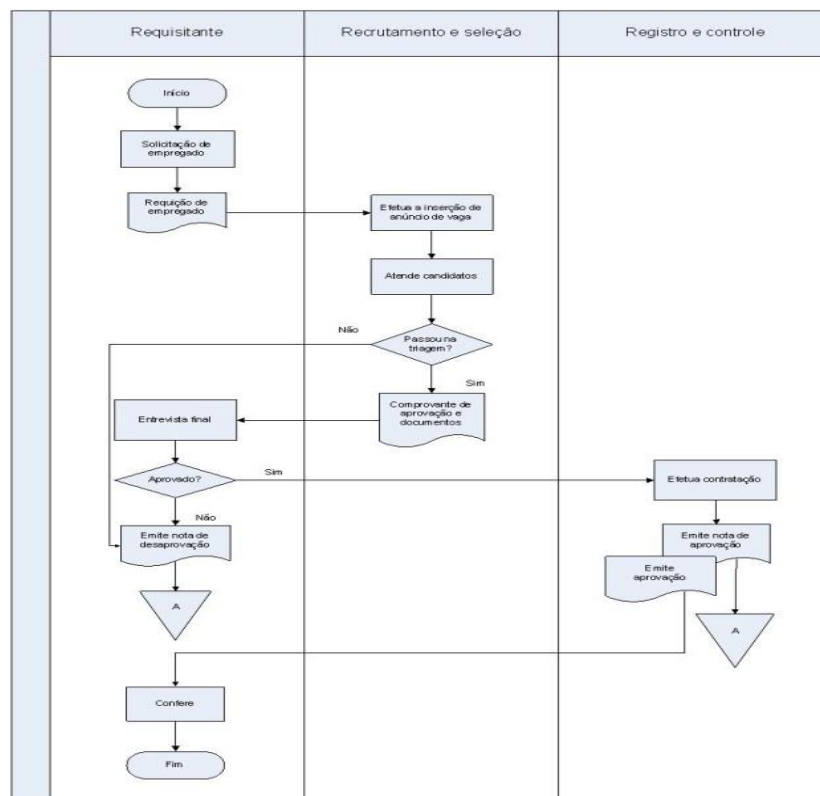 Requisitante
Recrutamento e seleção
Registro e controle
Início
Solicitação de
empregado
Requição de
empregado
Efetua a inserção de
anúncio de vaga
Atende candidatos
Não
Passou na
triagem?
Sim
Comprovante de
aprovação e
documentos
Entrevista final
Aprovado?
Sim
Efetua contratação
Não
Emite nota de
desaprovação
Emite nota de
aprovação
Emite
aprovação
A
A
Confere
Fim